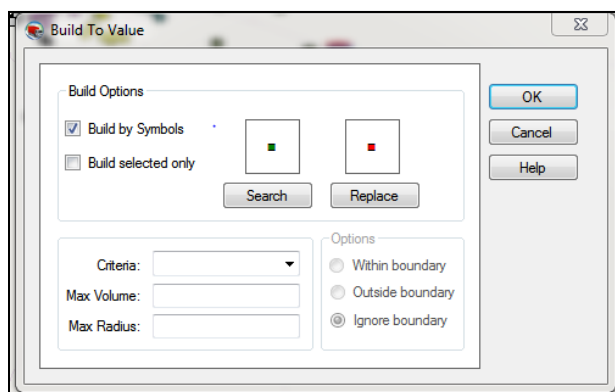 Build To Value
Build Options
Build by Symbols
Build selected only
Search
Replace
OK
Cancel
Help
Criteria:
Max Volume:
Max Radius:
Options
Within boundary
Outside boundary
Ignore boundary